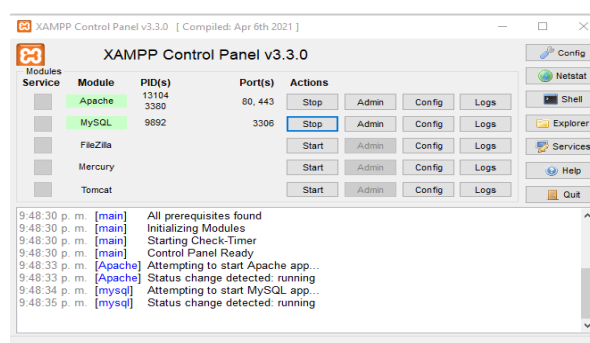 XAMPP Control Panel v3.3.0 [ Compiled: Apr 6th 2021 ]
XAMPP Control Panel v3.3.0
Config
Modules
Service Module PID(s) Port(s) Actions
Netstat
Apache 13104 3380 80, 443 Stop Admin Config Logs
Shell
MySQL 9892 3306 Stop Admin Config Logs
Explorer
FileZilla Start Admin Config Logs
Services
Mercury Start Admin Config Logs
Help
Tomcat Start Admin Config Logs
Quit
9:48:30 p. m. [main] All prerequisites found
9:48:30 p. m. [main] Initializing Modules
9:48:30 p. m. [main] Starting Check-Timer
9:48:30 p. m. [main] Control Panel Ready
9:48:33 p. m. [Apache] Attempting to start Apache app...
9:48:33 p. m. [Apache] Status change detected: running
9:48:34 p. m. [mysql] Attempting to start MySQL app...
9:48:35 p. m. [mysql] Status change detected: running